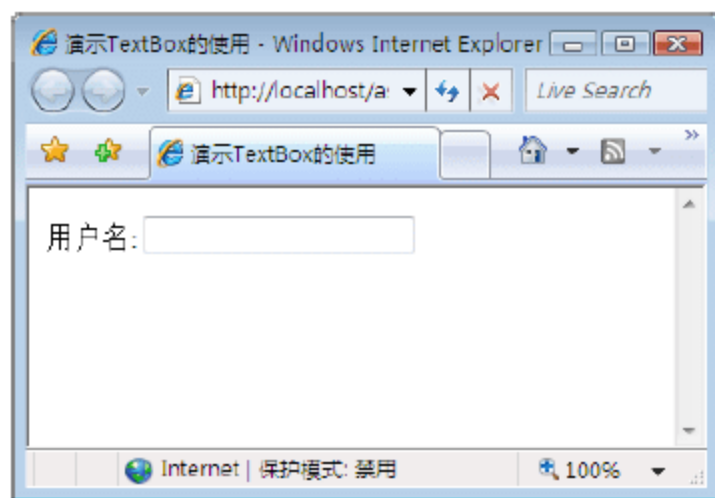 演示TextBox的使用 - Windows Internet Explorer
http://localhost/a
Live Search
演示TextBox的使用
用户名:
Internet | 保护模式: 禁用
100%